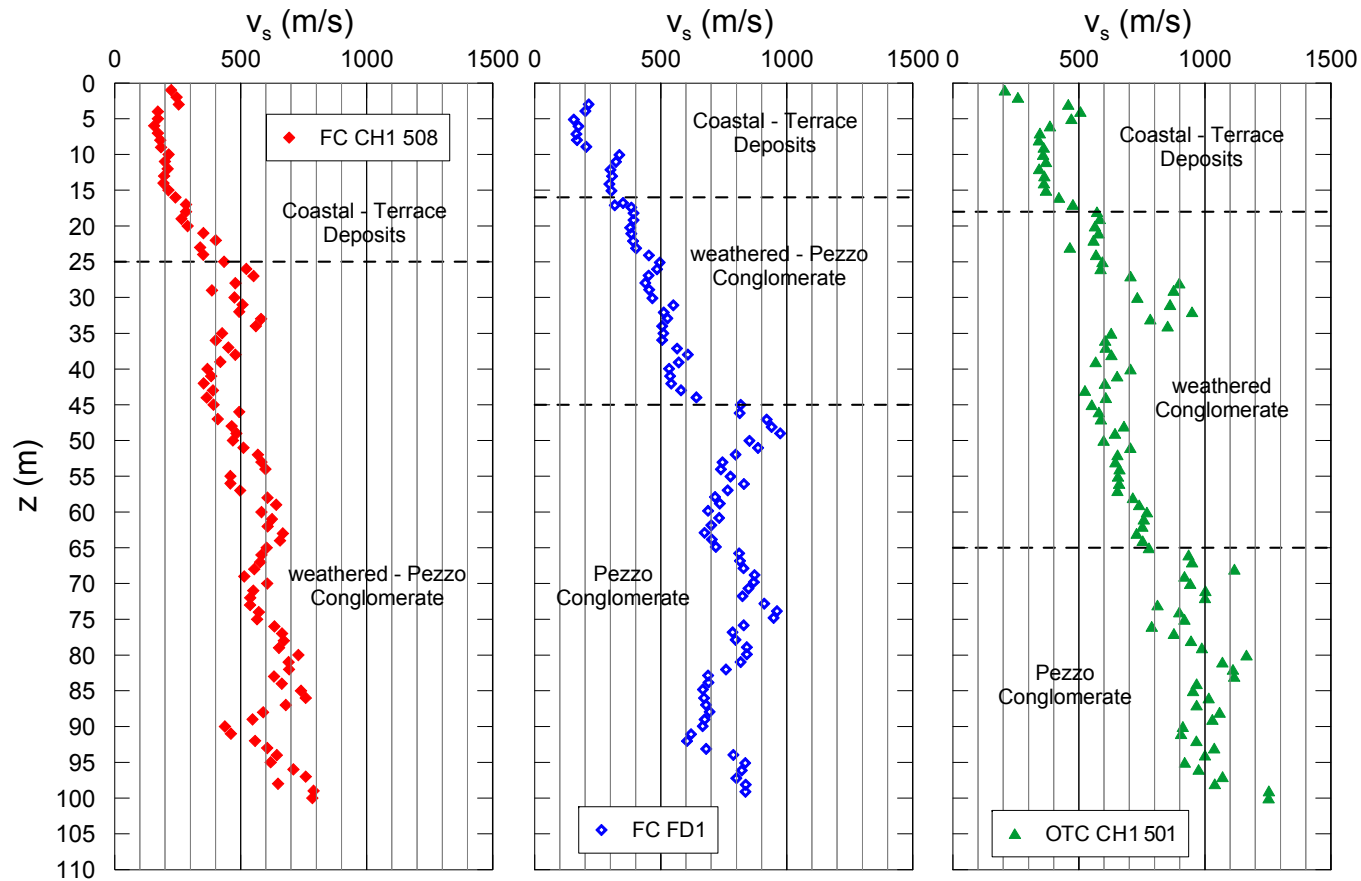 v_s (m/s)
v_s (m/s)
v_s (m/s)
0 500 1000 1500
0 500 1000 1500
0 500 1000 1500
z (m)
0
5
10
15
20
25
30
35
40
45
50
55
60
65
70
75
80
85
90
95
100
105
110
FC CH1 508
Coastal - Terrace
Deposits
weathered - Pezzo
Conglomerate
Coastal - Terrace
Deposits
weathered - Pezzo
Conglomerate
Pezzo
Conglomerate
FC FD1
Coastal - Terrace
Deposits
weathered
Conglomerate
Pezzo
Conglomerate
OTC CH1 501